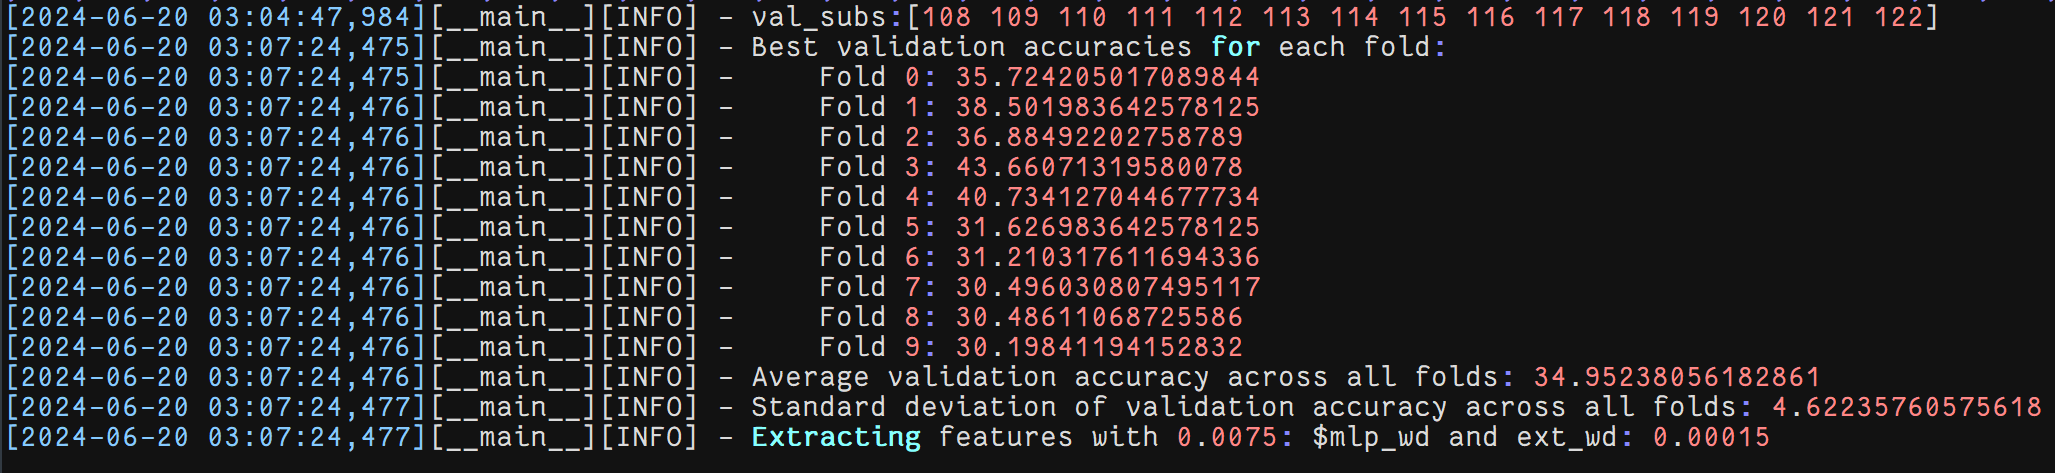 [2024-06-20 03:04:47,984][__main__][INFO] - val_subs:[108 109 110 111 112 113 114 115 116 117 118 119 120 121 122]
[2024-06-20 03:07:24,475][__main__][INFO] - Best validation accuracies for each fold:
[2024-06-20 03:07:24,475][__main__][INFO] -     Fold 0: 35.724205017089844
[2024-06-20 03:07:24,476][__main__][INFO] -     Fold 1: 38.501983642578125
[2024-06-20 03:07:24,476][__main__][INFO] -     Fold 2: 36.88492202758789
[2024-06-20 03:07:24,476][__main__][INFO] -     Fold 3: 43.66071319580078
[2024-06-20 03:07:24,476][__main__][INFO] -     Fold 4: 40.734127044677734
[2024-06-20 03:07:24,476][__main__][INFO] -     Fold 5: 31.626983642578125
[2024-06-20 03:07:24,476][__main__][INFO] -     Fold 6: 31.210317611694336
[2024-06-20 03:07:24,476][__main__][INFO] -     Fold 7: 30.496030807495117
[2024-06-20 03:07:24,476][__main__][INFO] -     Fold 8: 30.48611068725586
[2024-06-20 03:07:24,476][__main__][INFO] -     Fold 9: 30.19841194152832
[2024-06-20 03:07:24,476][__main__][INFO] - Average validation accuracy across all folds: 34.95238056182861
[2024-06-20 03:07:24,477][__main__][INFO] - Standard deviation of validation accuracy across all folds: 4.62235760575618
[2024-06-20 03:07:24,477][__main__][INFO] - Extracting features with 0.0075: $mlp_wd and ext_wd: 0.00015